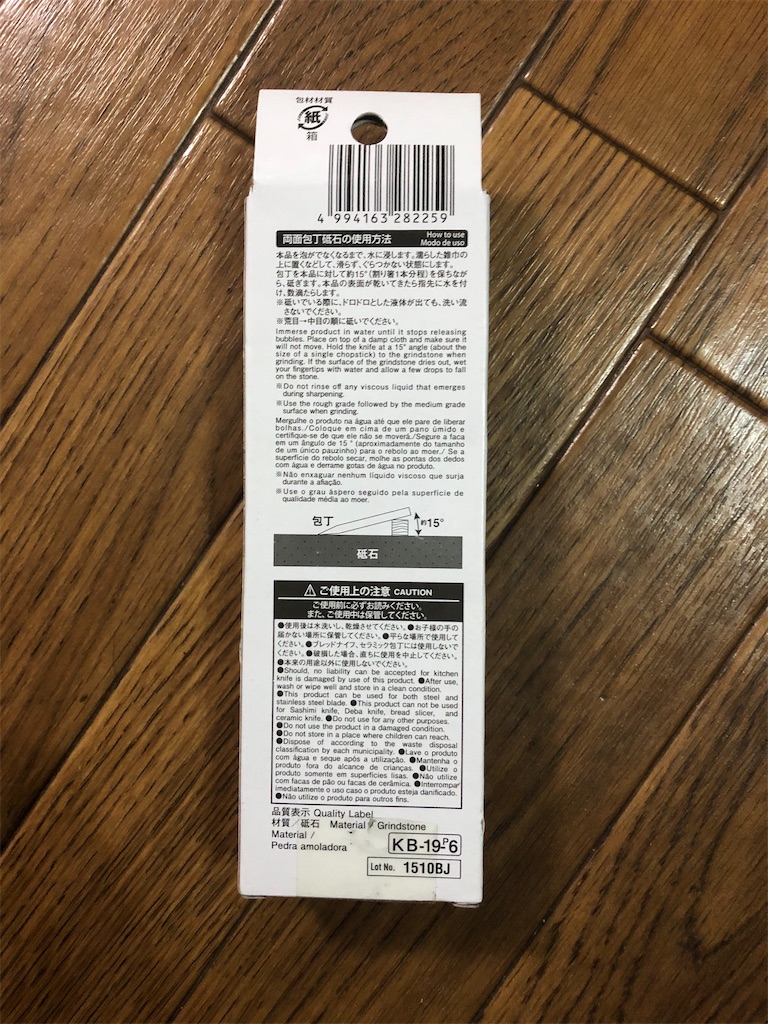 包材材質
紙
箱
4 994163 282259
両面包丁砥石の使用方法 How to use
Modo de uso
本品を泡がでなくなるまで、水に浸します。濡らした雑巾の
上に置くなどして、滑らず、ぐらつかない状態にします。
包丁を本品に対して約15°(割り箸1本分程)を保ちなが
ら、砥ぎます。本品の表面が乾いてきたら指先に水を付
け、数滴たらします。
※砥いでいる際に、ドロドロとした液体が出ても、洗い流
さないでください。
※荒目→中目の順に砥いでください。
Immerse product in water until it stops releasing
bubbles. Place on top of a damp cloth and make sure it
will not move. Hold the knife at a 15° angle (about the
size of a single chopstick) to the grindstone when
grinding. If the surface of the grindstone dries out, wet
your fingertips with water and allow a few drops to fall
on the stone.
※Do not rinse off any viscous liquid that emerges
during sharpening.
※Use the rough grade followed by the medium grade
surface when grinding.
Mergulhe o produto na água até que ele pare de liberar
bolhas./Coloque em cima de um pano úmido e
certifique-se de que ele não se moverá./Segure a faca
em um ângulo de 15 ° (aproximadamente do tamanho
de um único pauzinho) para o rebolo ao moer./ Se a
superfície do rebolo secar, molhe as pontas dos dedos
com água e derrame gotas de água no produto.
※Não enxaguar nenhum líquido viscoso que surja
durante a afiação.
※Use o grau áspero seguido pela superfície de
qualidade média ao moer.
包丁
約15°
砥石
⚠ご使用上の注意 CAUTION
ご使用前に必ずお読みください。
また、ご使用中は保管してください。
●使用後は水洗いし、乾燥させてください。●お子様の手の
届かない場所に保管してください。●平らな場所で使用して
ください。●ブレッドナイフ、セラミック包丁には使用しないで
ください。●破損した場合、直ちに使用を中止してください。
●本来の用途以外に使用しないでください。
●Should, no liability can be accepted for kitchen
knife is damaged by use of this product. ●After use,
wash or wipe well and store in a clean condition.
●This product can be used for both steel and
stainless steel blade. ●This product can not be used
for Sashimi knife, Deba knife, bread slicer, and
ceramic knife. ●Do not use for any other purposes.
●Do not use the product in a damaged condition.
●Do not store in a place where children can reach.
●Dispose of according to the waste disposal
classification by each municipality. ●Lave o produto
com água e seque após a utilização. ●Mantenha o
produto fora do alcance de crianças. ●Utilize o
produto somente em superfícies lisas. ●Não utilize
com facas de pão ou facas de cerâmica. ●Interrompa
imediatamente o uso caso o produto esteja danificado.
●Não utilize o produto para outros fins.
品質表示 Quality Label
材質／砥石 Material / Grindstone
Material /
Pedra amoladora
KB-19-P6
Lot No. 1510BJ